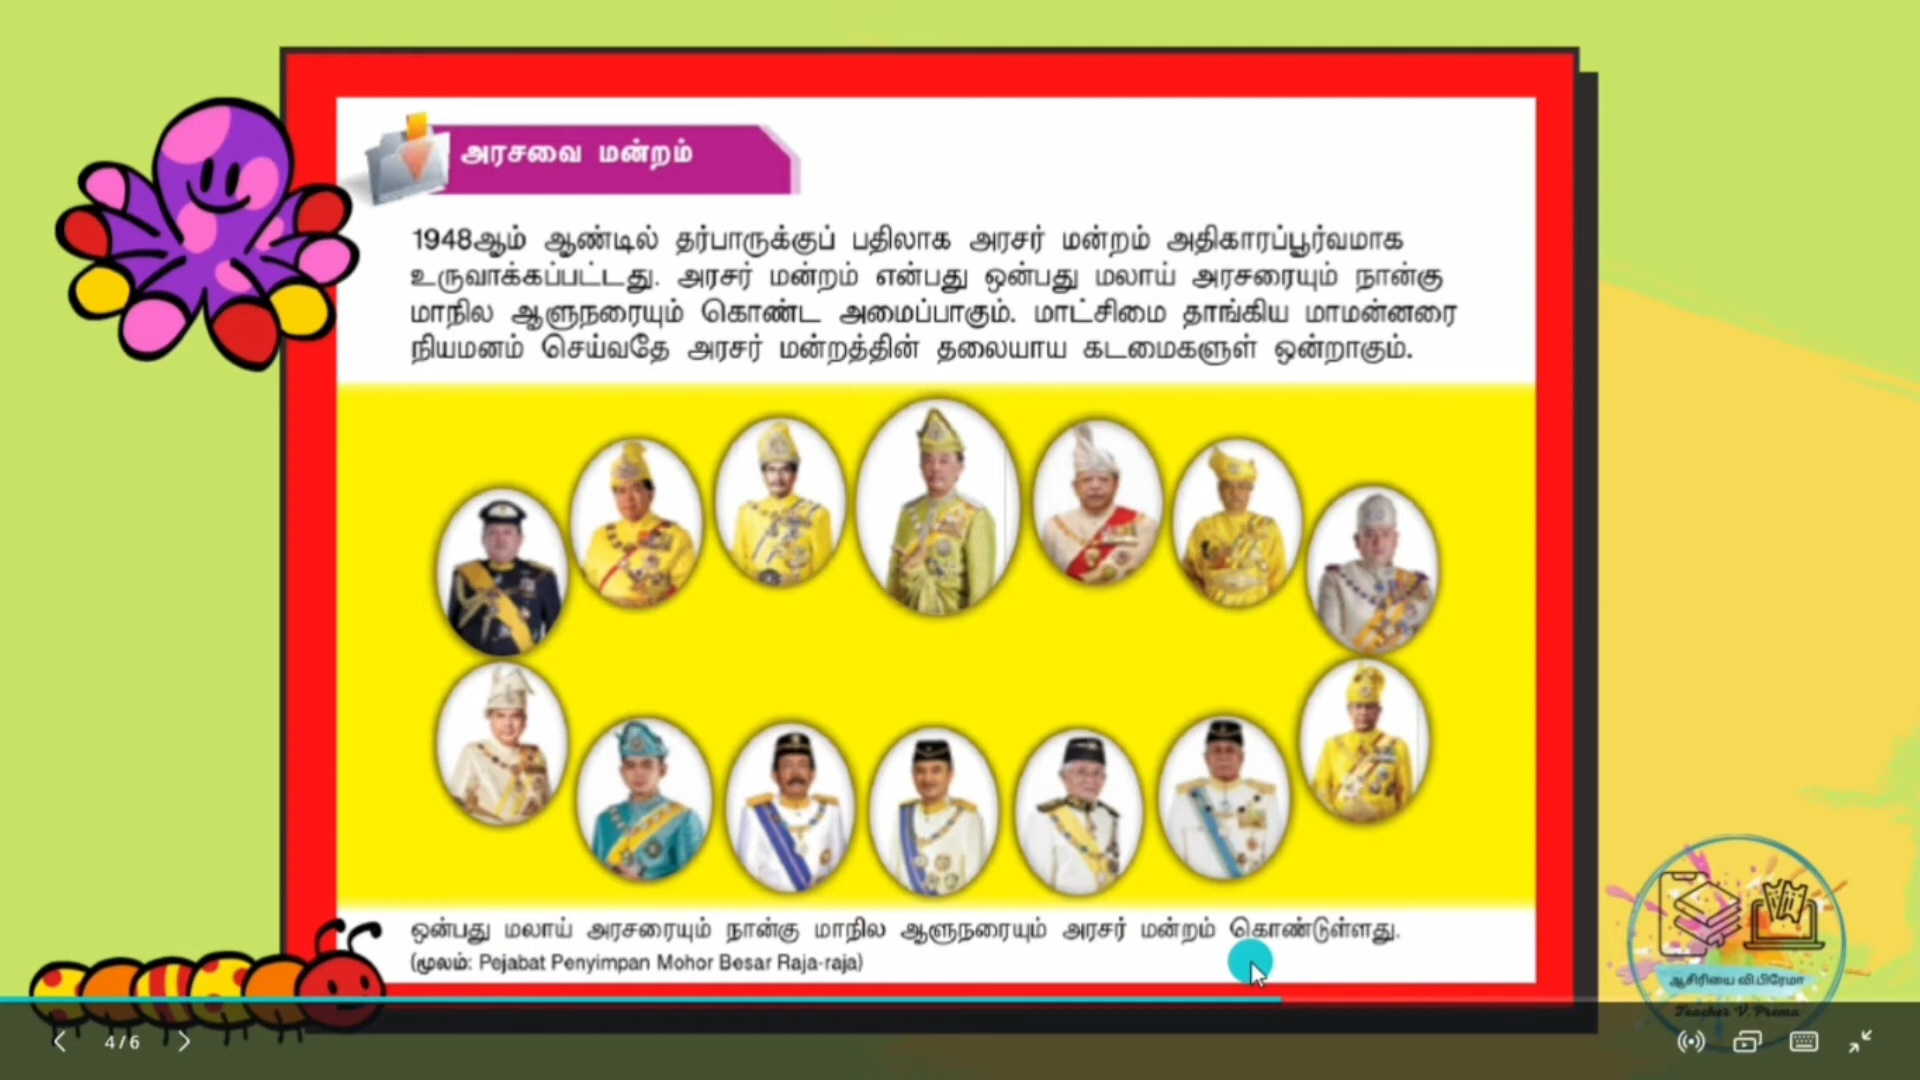 அரசவை மன்றம்
1948ஆம் ஆண்டில் தர்பாருக்குப் பதிலாக அரசர் மன்றம் அதிகாரப்பூர்வமாக
உருவாக்கப்பட்டது. அரசர் மன்றம் என்பது ஒன்பது மலாய் அரசரையும் நான்கு
மாநில ஆளுநரையும் கொண்ட அமைப்பாகும். மாட்சிமை தாங்கிய மாமன்னரை
நியமனம் செய்வதே அரசர் மன்றத்தின் தலையாய கடமைகளுள் ஒன்றாகும்.
ஒன்பது மலாய் அரசரையும் நான்கு மாநில ஆளுநரையும் அரசர் மன்றம் கொண்டுள்ளது.
(மூலம்: Pejabat Penyimpan Mohor Besar Raja-raja)
ஆசிரியை வி.பிரேமா
Teacher V. Prema
4/6